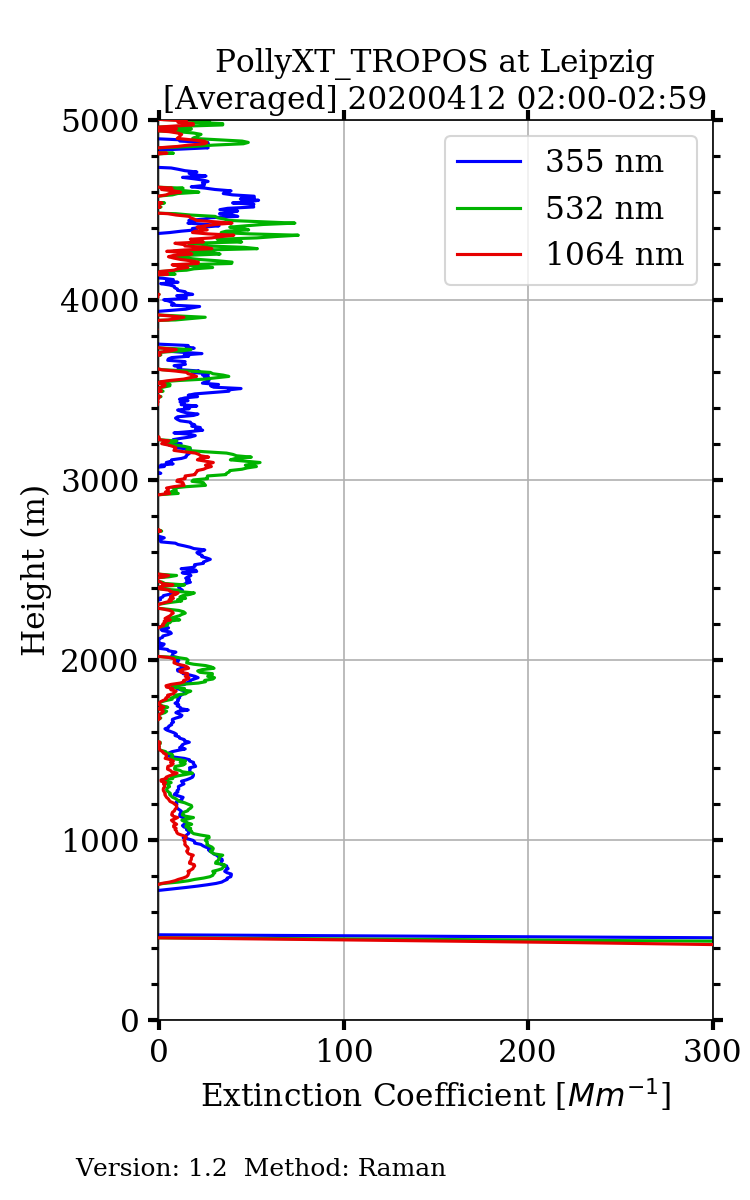 PollyXT_TROPOS at Leipzig
[Averaged] 20200412 02:00-02:59
355 nm
532 nm
1064 nm
5000
4000
3000
2000
1000
0
Height (m)
0 100 200 300
Extinction Coefficient [Mm⁻¹]
Version: 1.2 Method: Raman